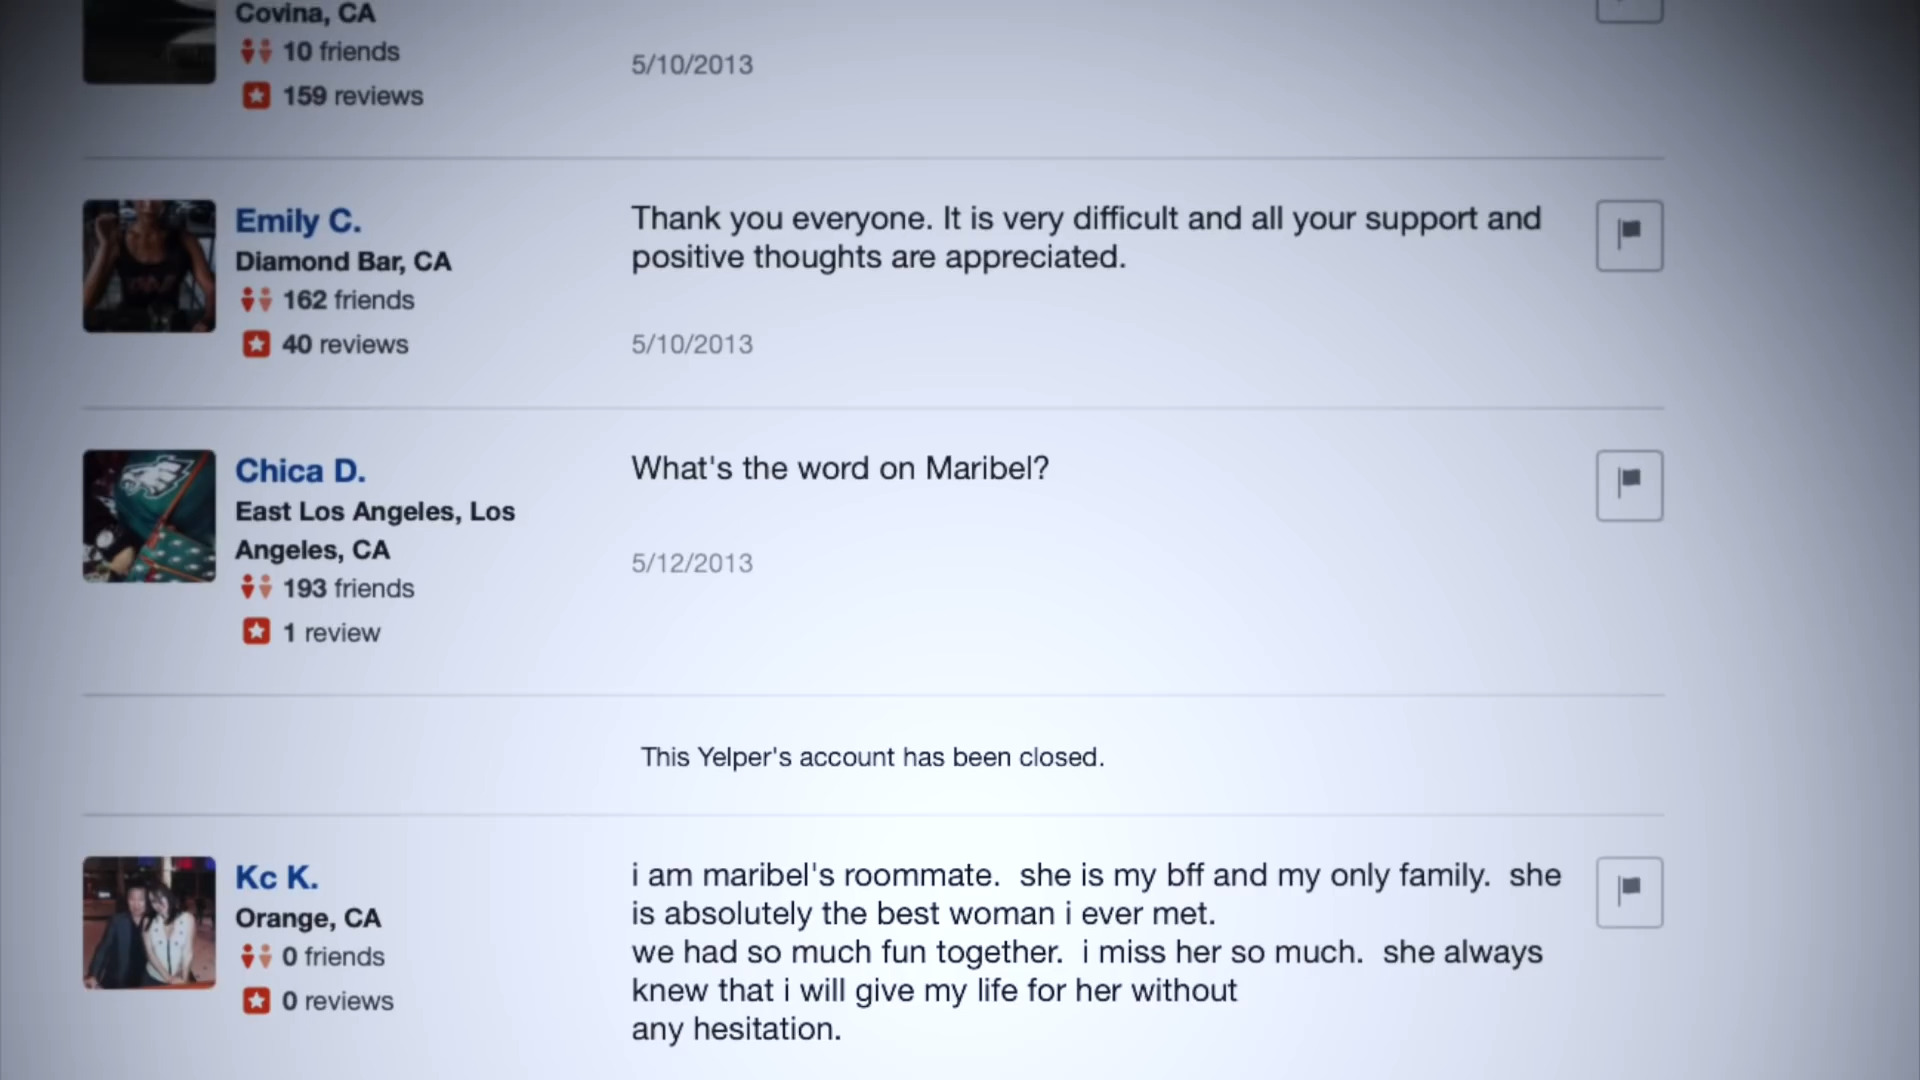 Covina, CA
10 friends
159 reviews
5/10/2013
Emily C.
Diamond Bar, CA
162 friends
40 reviews
Thank you everyone. It is very difficult and all your support and
positive thoughts are appreciated.
5/10/2013
Chica D.
East Los Angeles, Los
Angeles, CA
193 friends
1 review
What's the word on Maribel?
5/12/2013
This Yelper's account has been closed.
Kc K.
Orange, CA
0 friends
0 reviews
i am maribel's roommate.  she is my bff and my only family.  she
is absolutely the best woman i ever met.
we had so much fun together.  i miss her so much.  she always
knew that i will give my life for her without
any hesitation.